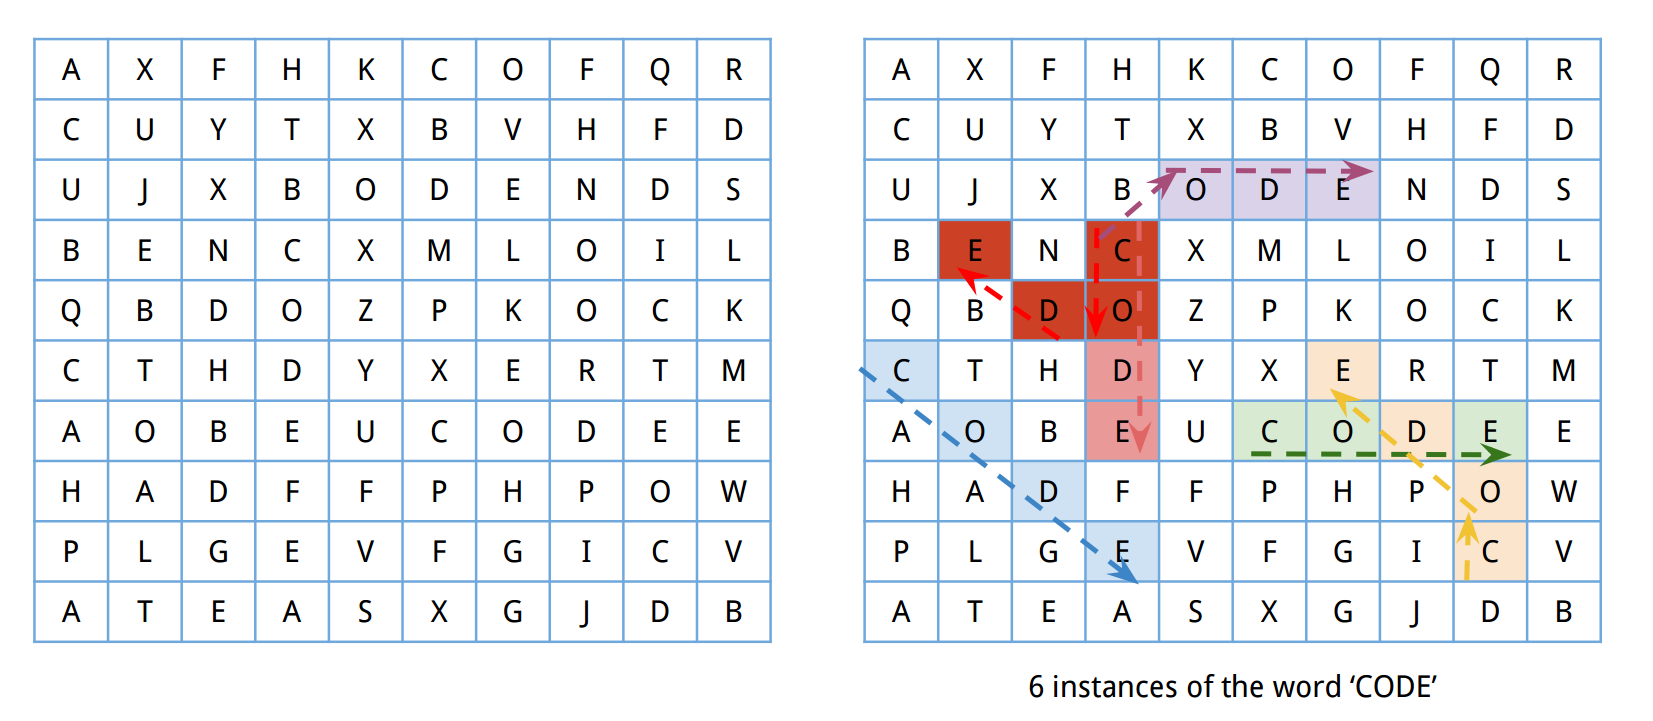 A X F H K C O F Q R
C U Y T X B V H F D
U J X B O D E N D S
B E N C X M L O I L
Q B D O Z P K O C K
C T H D Y X E R T M
A O B E U C O D E E
H A D F F P H P O W
P L G E V F G I C V
A T E A S X G J D B
A X F H K C O F Q R
C U Y T X B V H F D
U J X B O D E N D S
B E N C X M L O I L
Q B D O Z P K O C K
C T H D Y X E R T M
A O B E U C O D E E
H A D F F P H P O W
P L G E V F G I C V
A T E A S X G J D B
6 instances of the word ‘CODE’